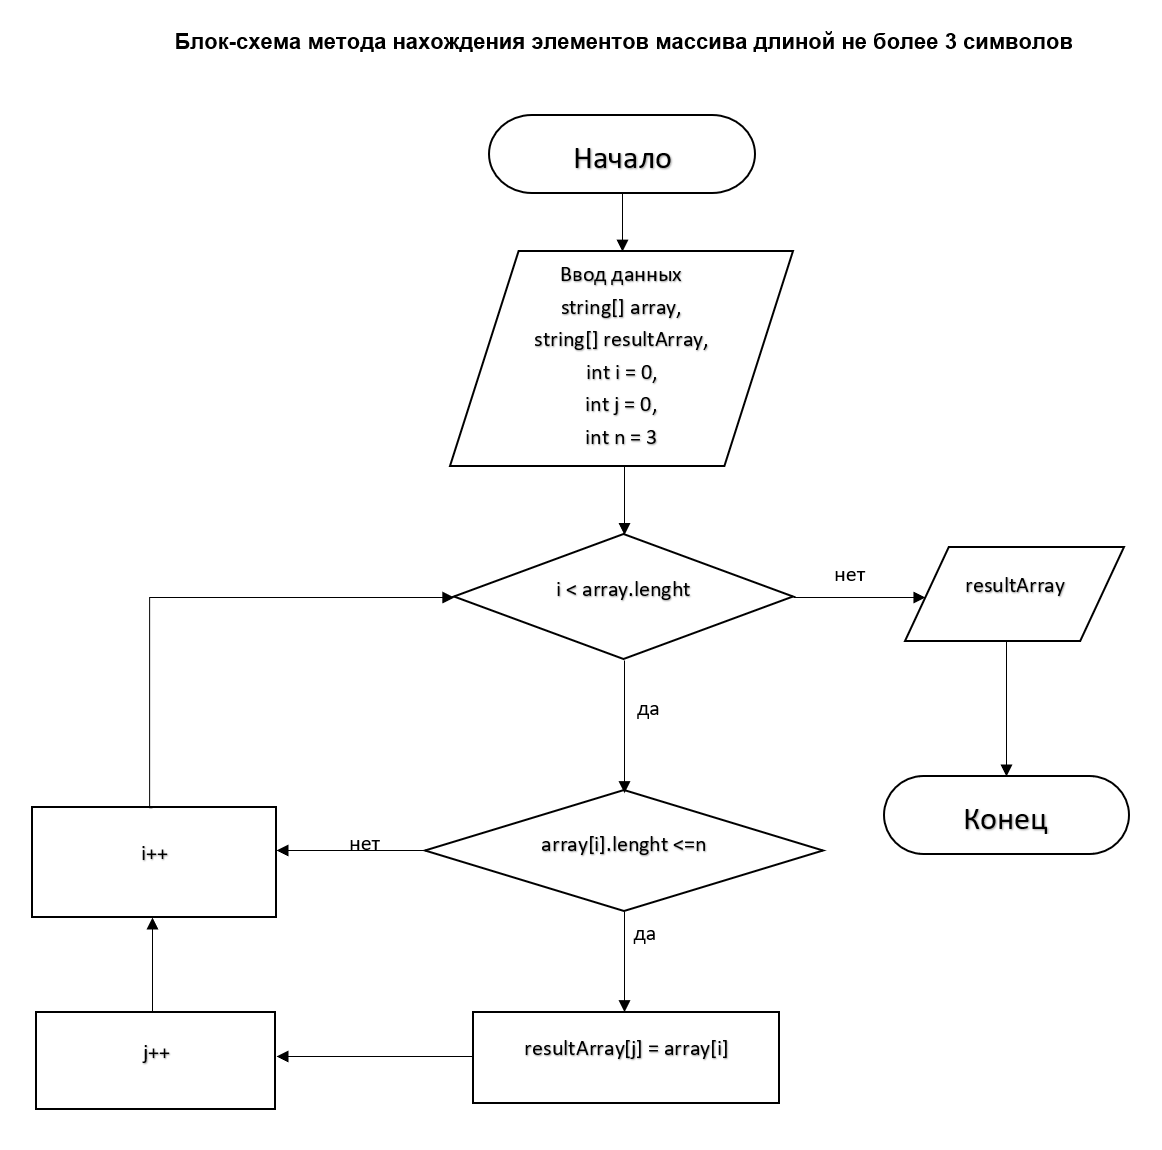 Блок-схема метода нахождения элементов массива длиной не более 3 символов
Начало
Ввод данных
string[] array,
string[] resultArray,
int i = 0,
int j = 0,
int n = 3
i < array.lenght
нет
resultArray
да
Конец
array[i].lenght <=n
нет
i++
да
resultArray[j] = array[i]
j++